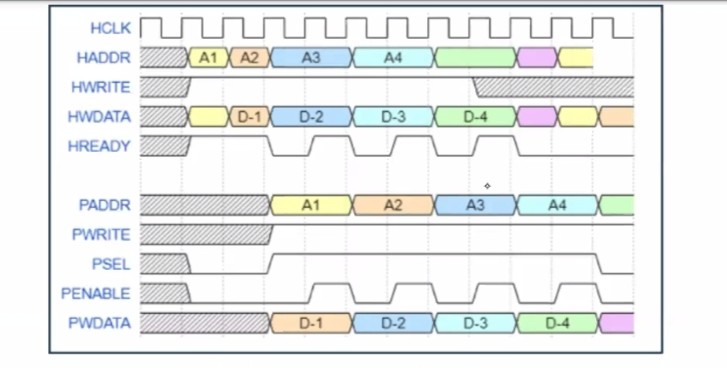 HCLK
HADDR A1 A2 A3 A4
HWRITE
HWDATA D-1 D-2 D-3 D-4
HREADY
PADDR A1 A2 A3 A4
PWRITE
PSEL
PENABLE
PWDATA D-1 D-2 D-3 D-4